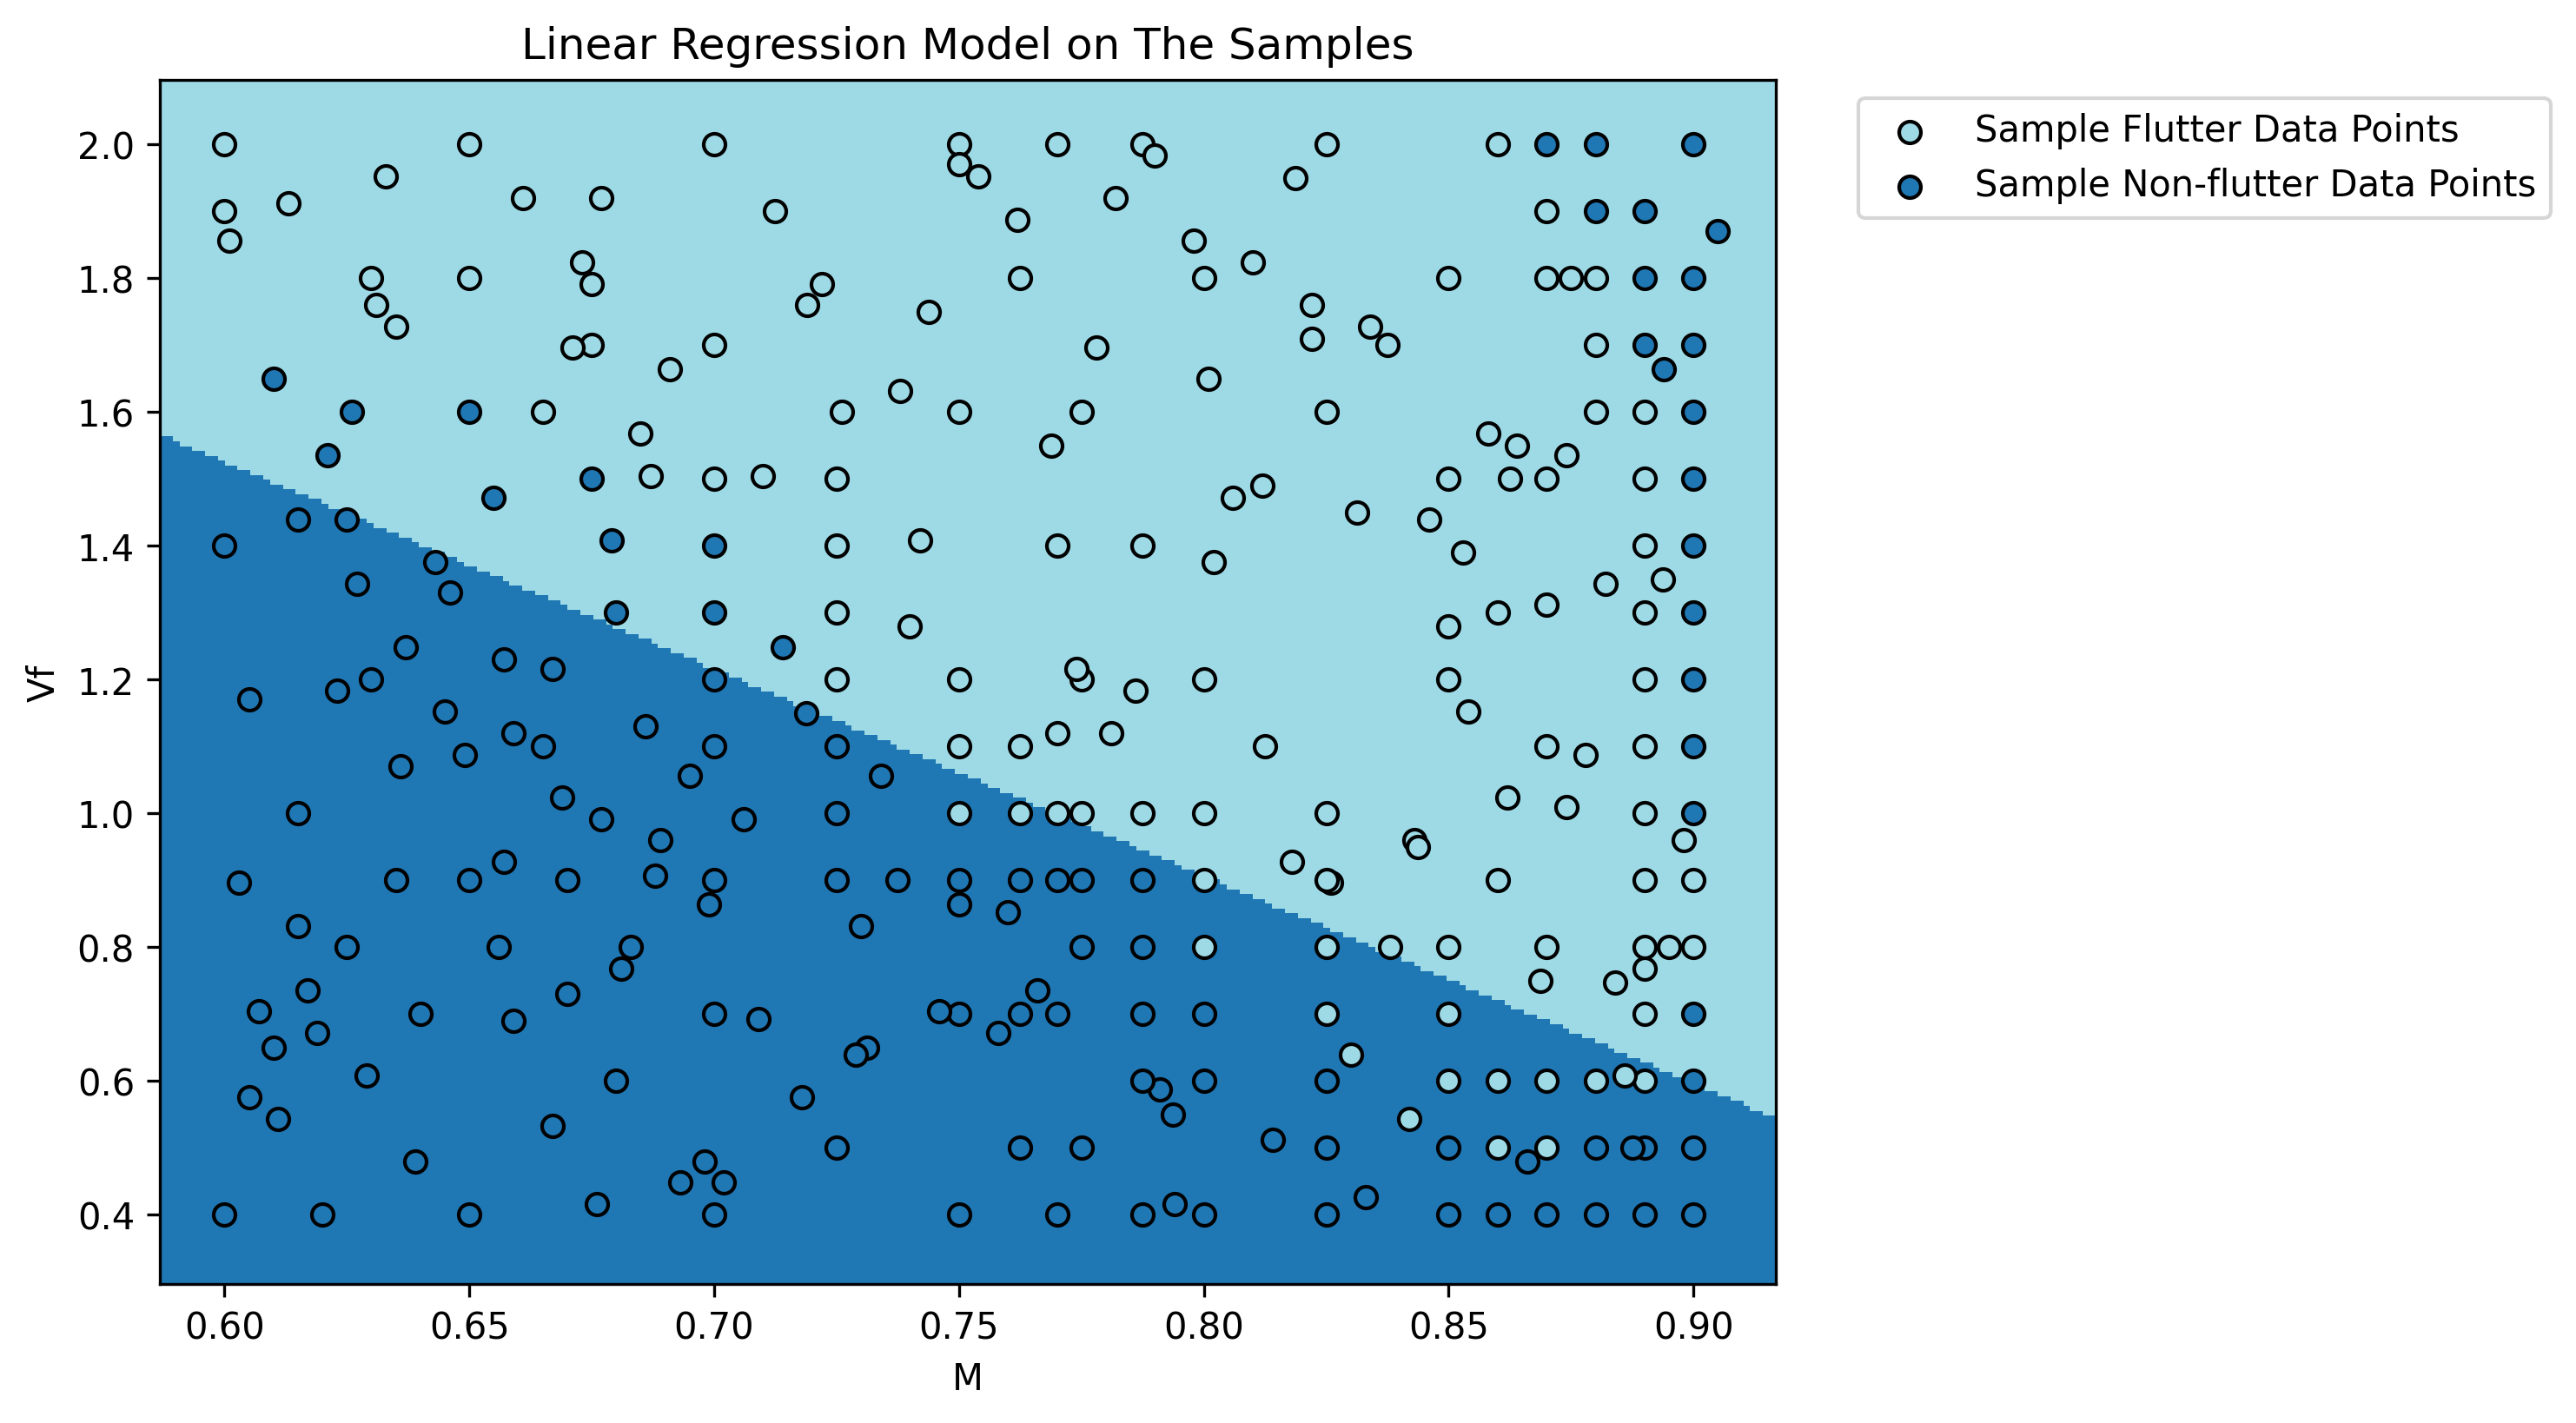 Linear Regression Model on The Samples
Sample Flutter Data Points
Sample Non-flutter Data Points
2.0
1.8
1.6
1.4
1.2
1.0
0.8
0.6
0.4
Vf
0.60 0.65 0.70 0.75 0.80 0.85 0.90
M